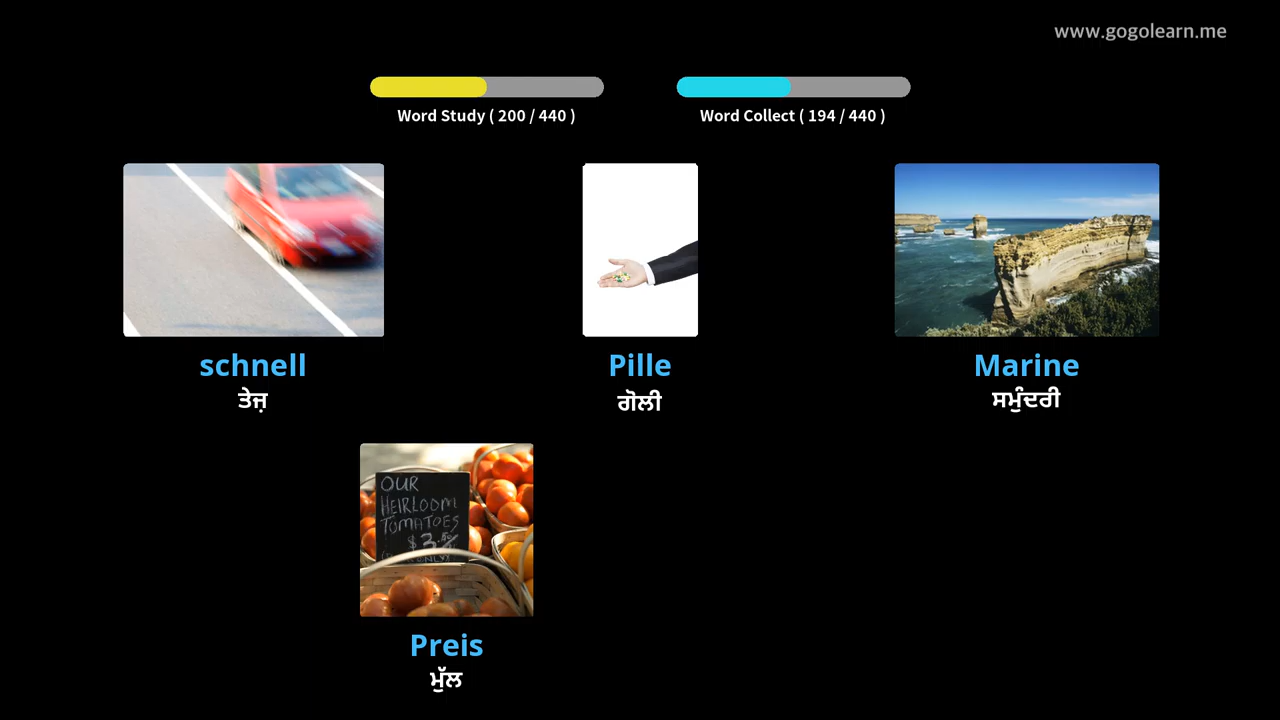 www.gogolearn.me
Word Study ( 200 / 440 )
Word Collect ( 194 / 440 )
schnell
ਤੇਜ਼
Pille
ਗੋਲੀ
Marine
ਸਮੁੰਦਰੀ
OUR
HEIRLOOM
TOMATOES
Preis
ਮੁੱਲ